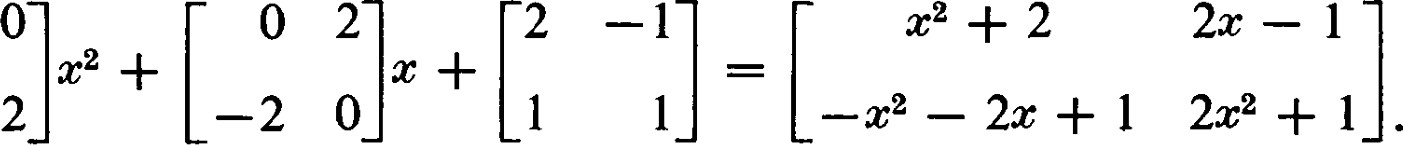 0] [0 2] [2 −1] [x² + 2 2x − 1]
x² + x + =
2] [−2 0] [1 1] [−x² − 2x + 1 2x² + 1].